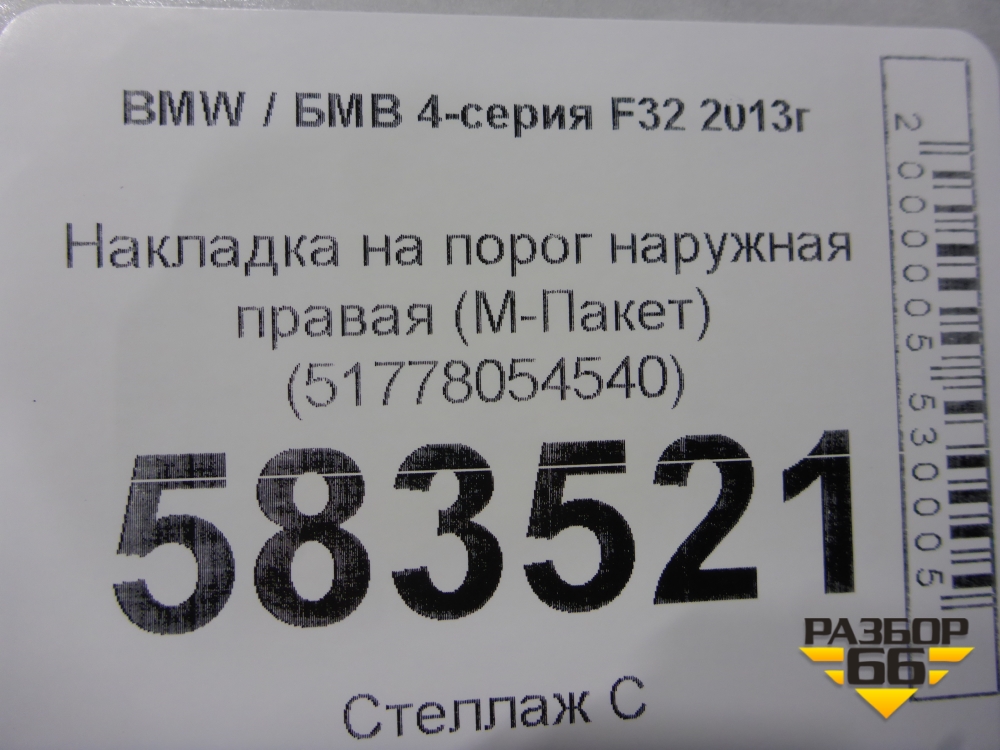 BMW / БМВ 4-серия F32 2013г
Накладка на порог наружная
правая (М-Пакет)
(51778054540)
583521
Стеллаж С
2000005530005
РАЗБОР
66